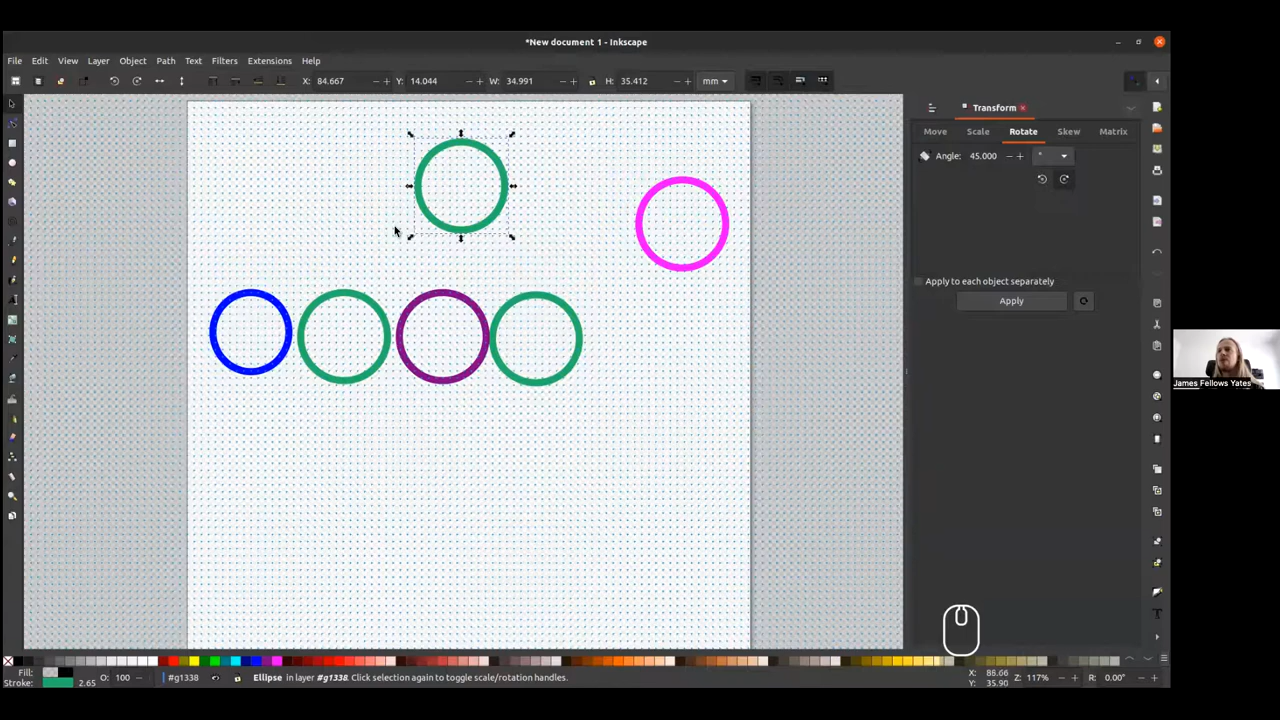 *New document 1 - Inkscape
File Edit View Layer Object Path Text Filters Extensions Help
X: 84.667 Y: 14.044 W: 34.991 H: 35.412 mm
Transform
Move Scale Rotate Skew Matrix
Angle: 45.000 °
Apply to each object separately
Apply
James Fellows Yates
Fill:
Stroke: 2.65
O: 100
#g1338
Ellipse in layer #g1338. Click selection again to toggle scale/rotation handles.
X: 88.66
Y: 35.90
Z: 117%
R: 0.00°